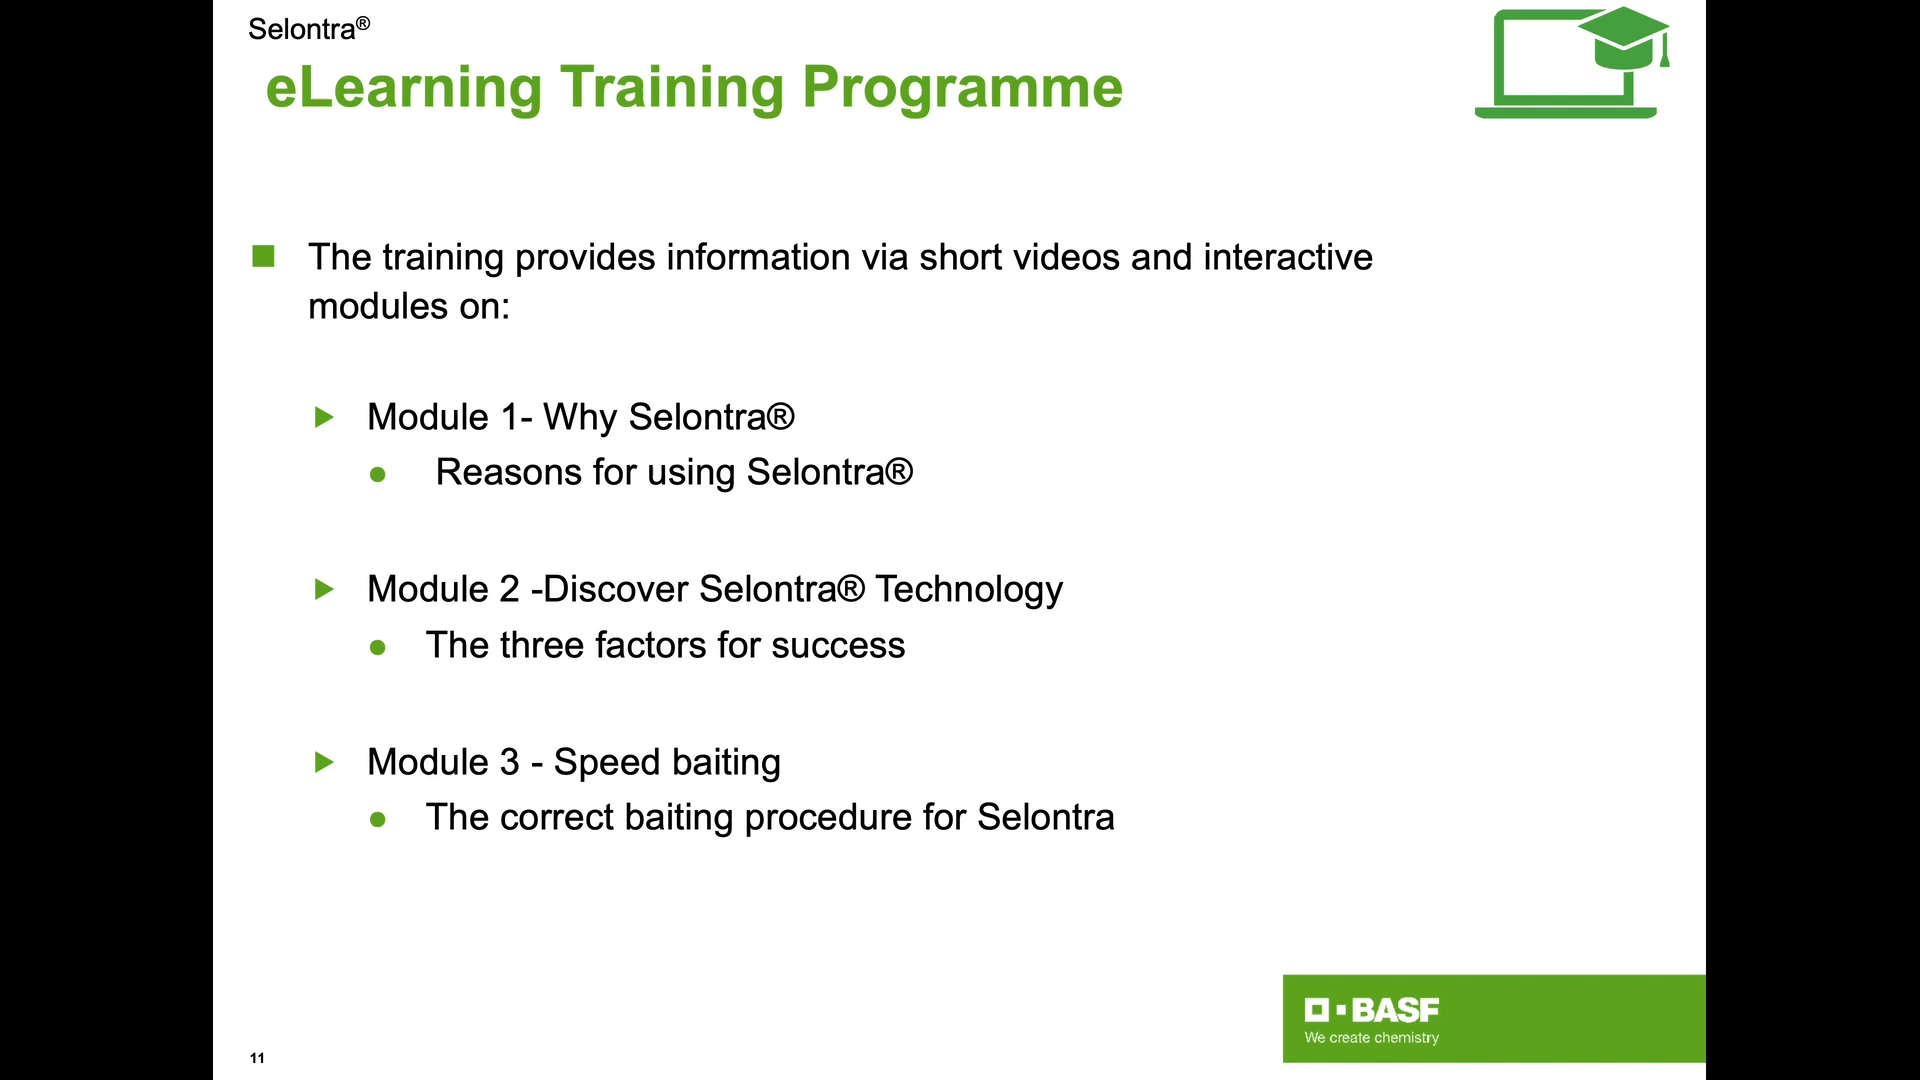 Selontra®
eLearning Training Programme
The training provides information via short videos and interactive
modules on:
Module 1- Why Selontra®
Reasons for using Selontra®
Module 2 -Discover Selontra® Technology
The three factors for success
Module 3 - Speed baiting
The correct baiting procedure for Selontra
BASF
We create chemistry
11